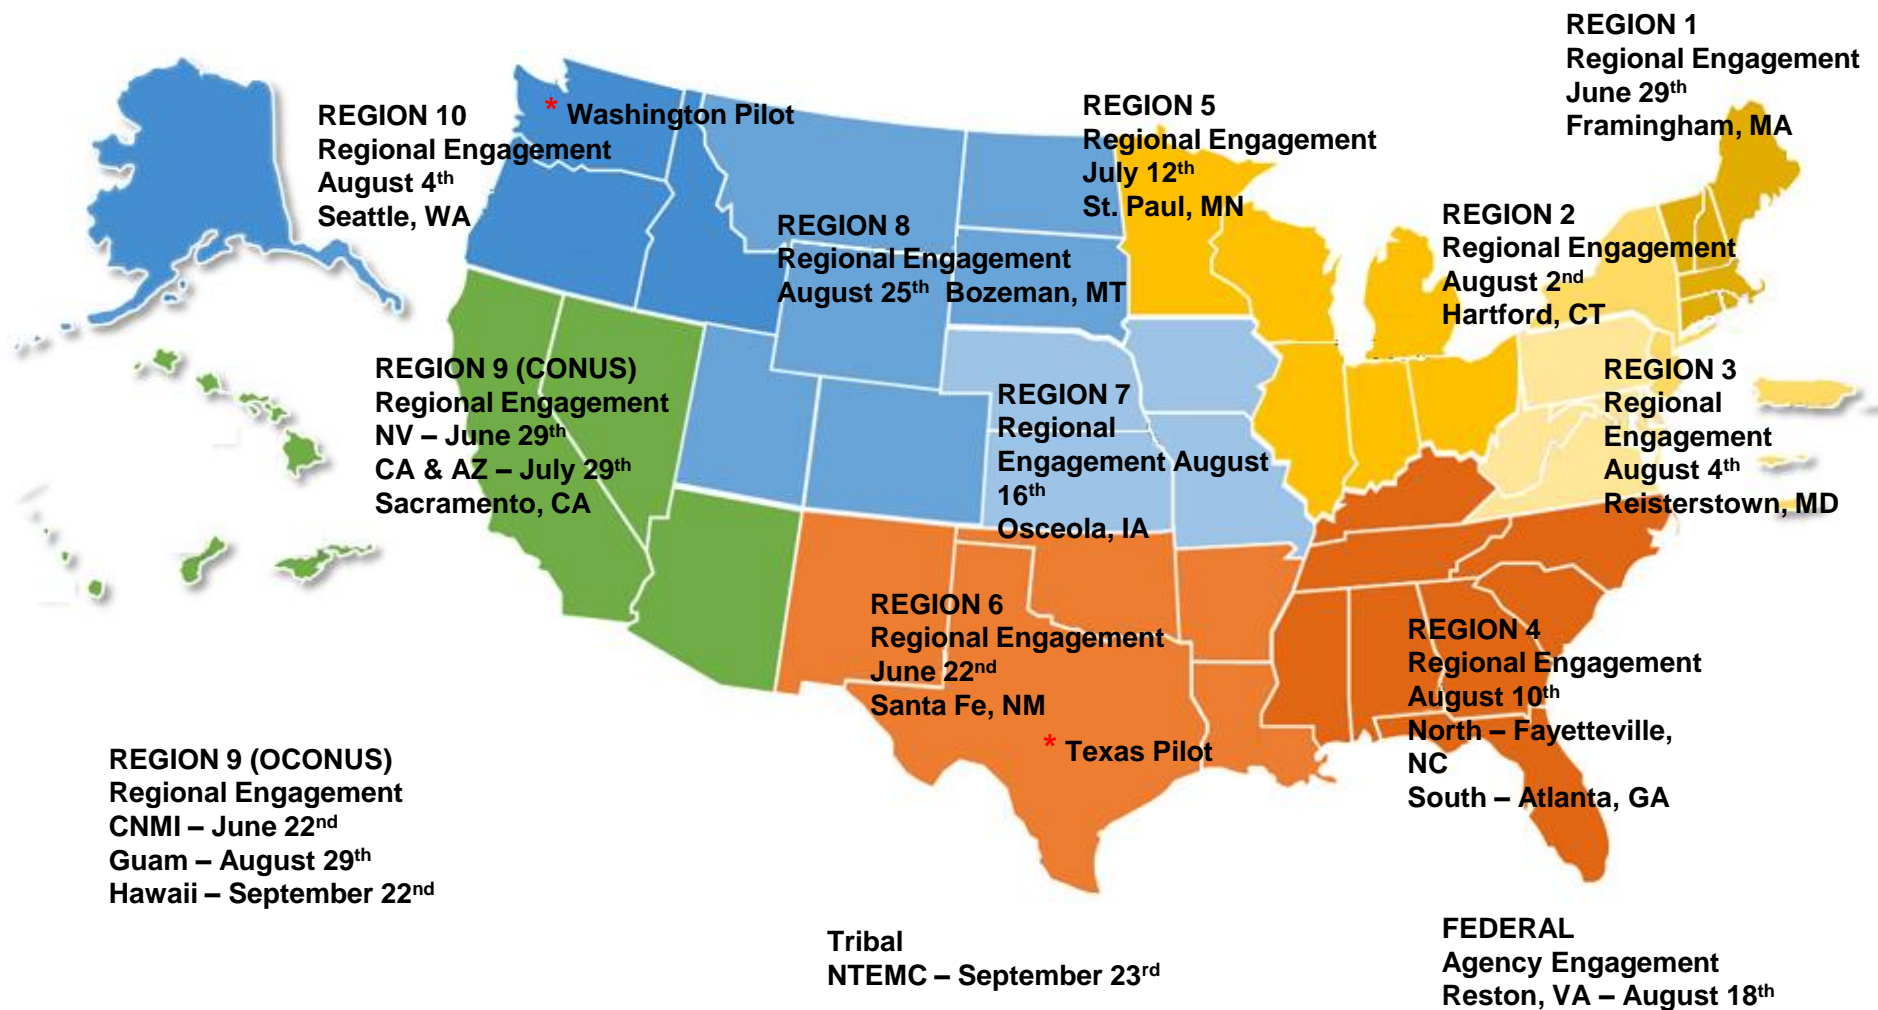 REGION 1
Regional Engagement
June 29th
Framingham, MA
REGION 10
Regional Engagement
August 4th
Seattle, WA
* Washington Pilot
REGION 5
Regional Engagement
July 12th
St. Paul, MN
REGION 8
Regional Engagement
August 25th Bozeman, MT
REGION 2
Regional Engagement
August 2nd
Hartford, CT
REGION 9 (CONUS)
Regional Engagement
NV – June 29th
CA & AZ – July 29th
Sacramento, CA
REGION 7
Regional
Engagement August
16th
Osceola, IA
REGION 3
Regional
Engagement
August 4th
Reisterstown, MD
REGION 6
Regional Engagement
June 22nd
Santa Fe, NM
* Texas Pilot
REGION 4
Regional Engagement
August 10th
North – Fayetteville,
NC
South – Atlanta, GA
REGION 9 (OCONUS)
Regional Engagement
CNMI – June 22nd
Guam – August 29th
Hawaii – September 22nd
Tribal
NTEMC – September 23rd
FEDERAL
Agency Engagement
Reston, VA – August 18th